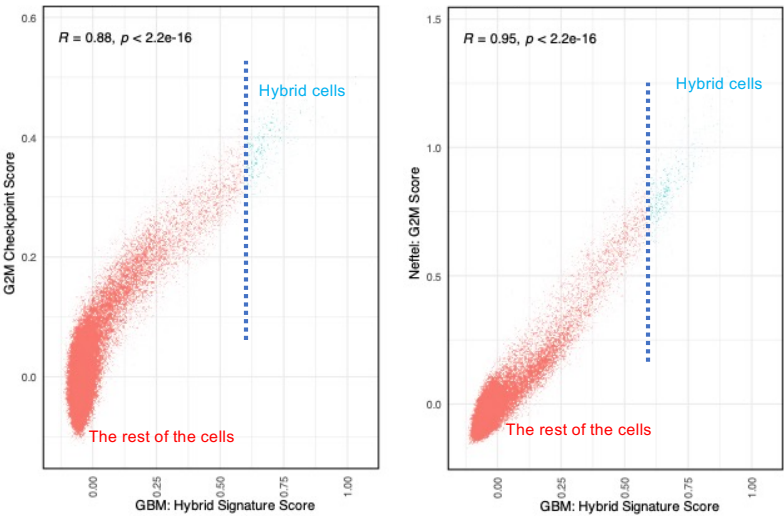 0.6
R = 0.88, p < 2.2e-16
Hybrid cells
0.4
G2M Checkpoint Score
0.2
0.0
The rest of the cells
0.00
0.25
0.50
0.75
1.00
GBM: Hybrid Signature Score
1.5
R = 0.95, p < 2.2e-16
Hybrid cells
1.0
Neftel: G2M Score
0.5
0.0
The rest of the cells
0.00
0.25
0.50
0.75
1.00
GBM: Hybrid Signature Score